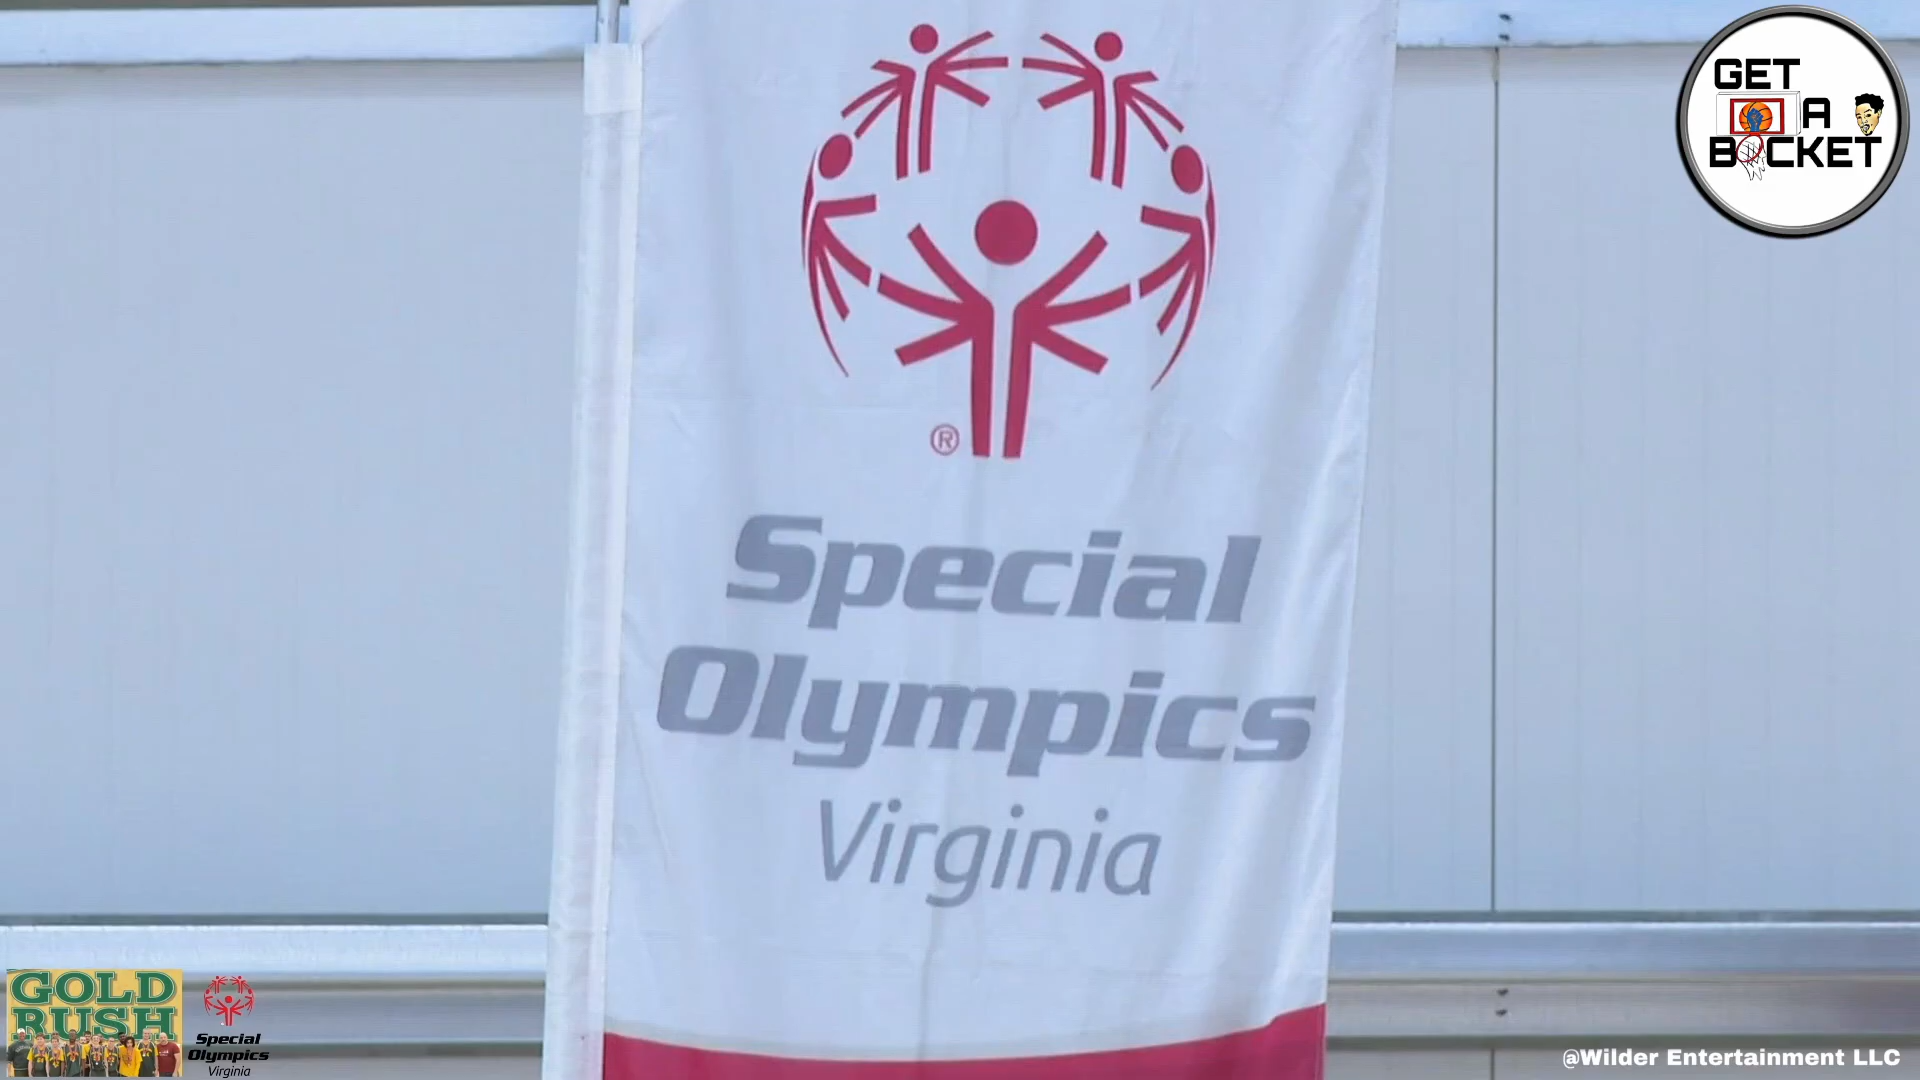 GET
A
BUCKET
®
Special
Olympics
Virginia
GOLD
RUSH
Special
Olympics
Virginia
@Wilder Entertainment LLC